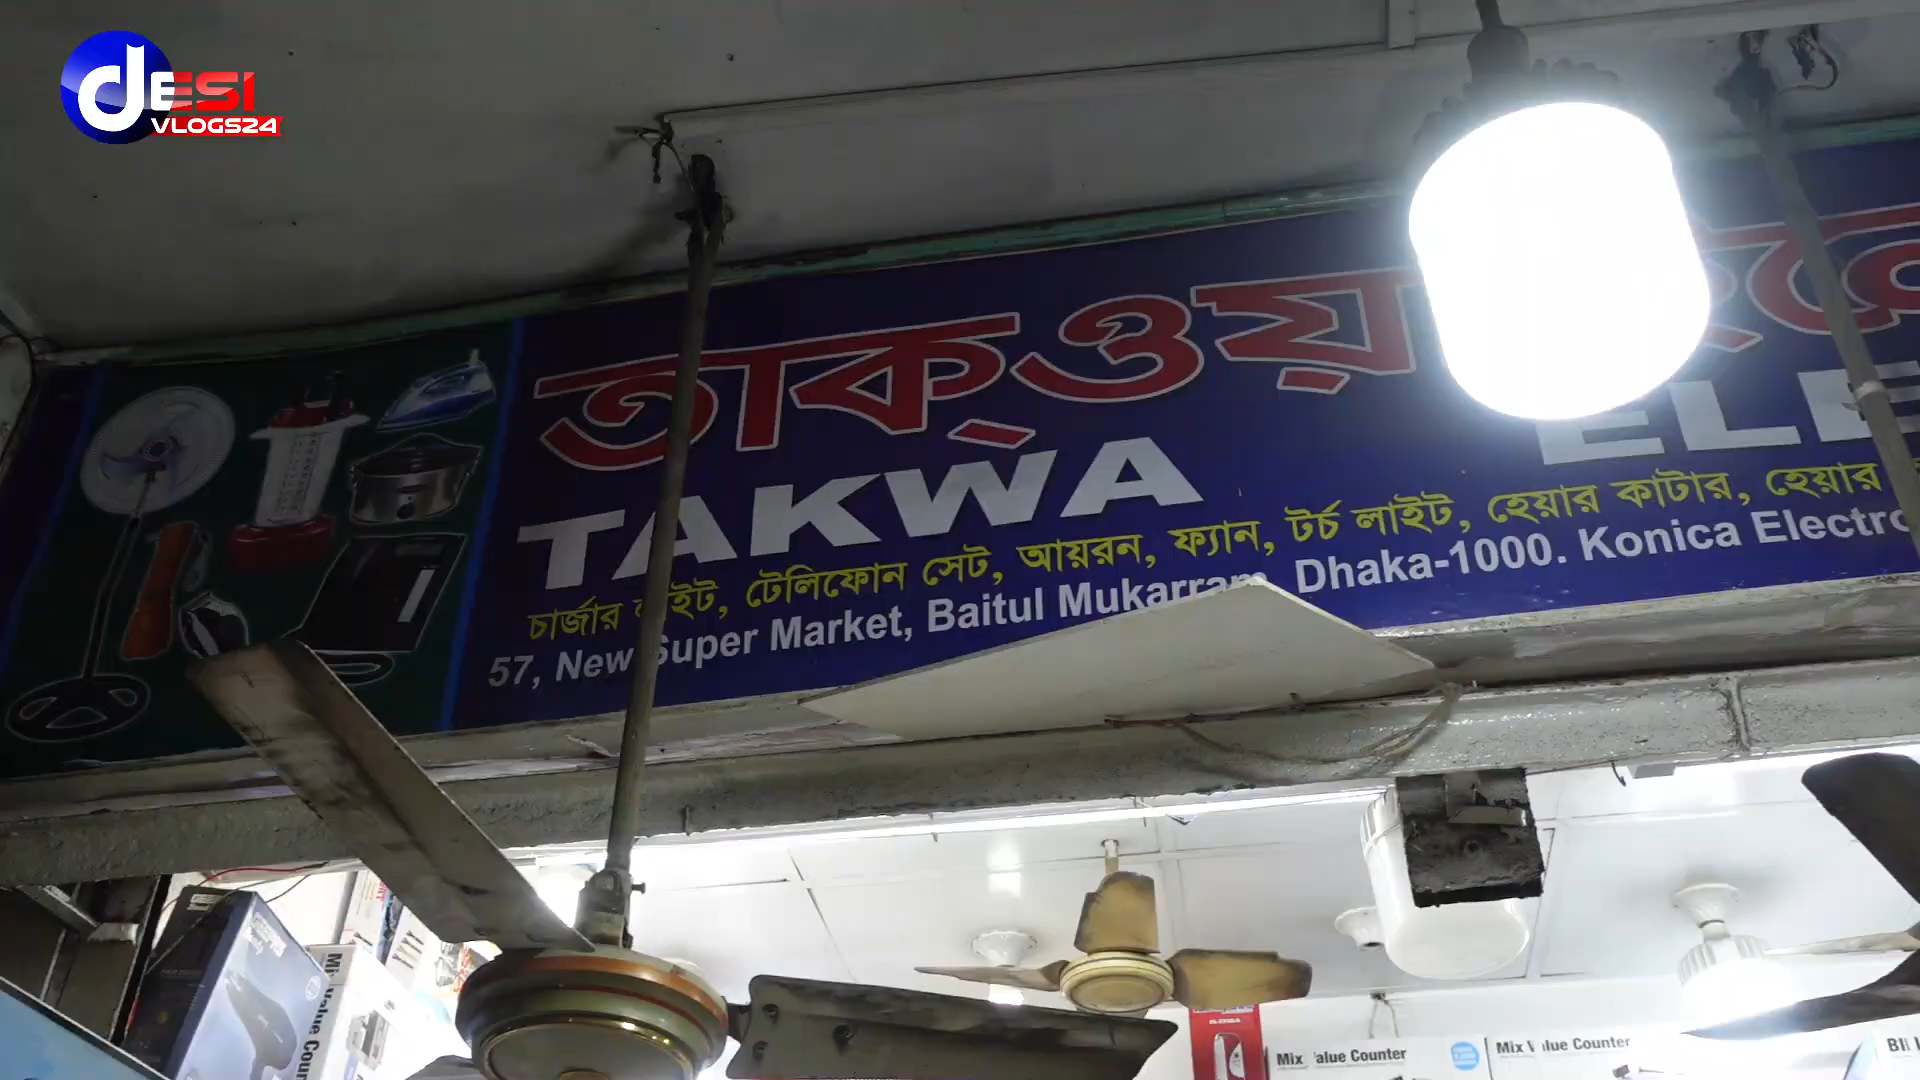 dESI
VLOGS24
তাক্ওয়
TAKWA ELE
চার্জার লাইট, টেলিফোন সেট, আয়রন, ফ্যান, টর্চ লাইট, হেয়ার কাটার, হেয়ার
57, New Super Market, Baitul Mukarram, Dhaka-1000. Konica Electro
Mix Value Counter
Mix Value Counter